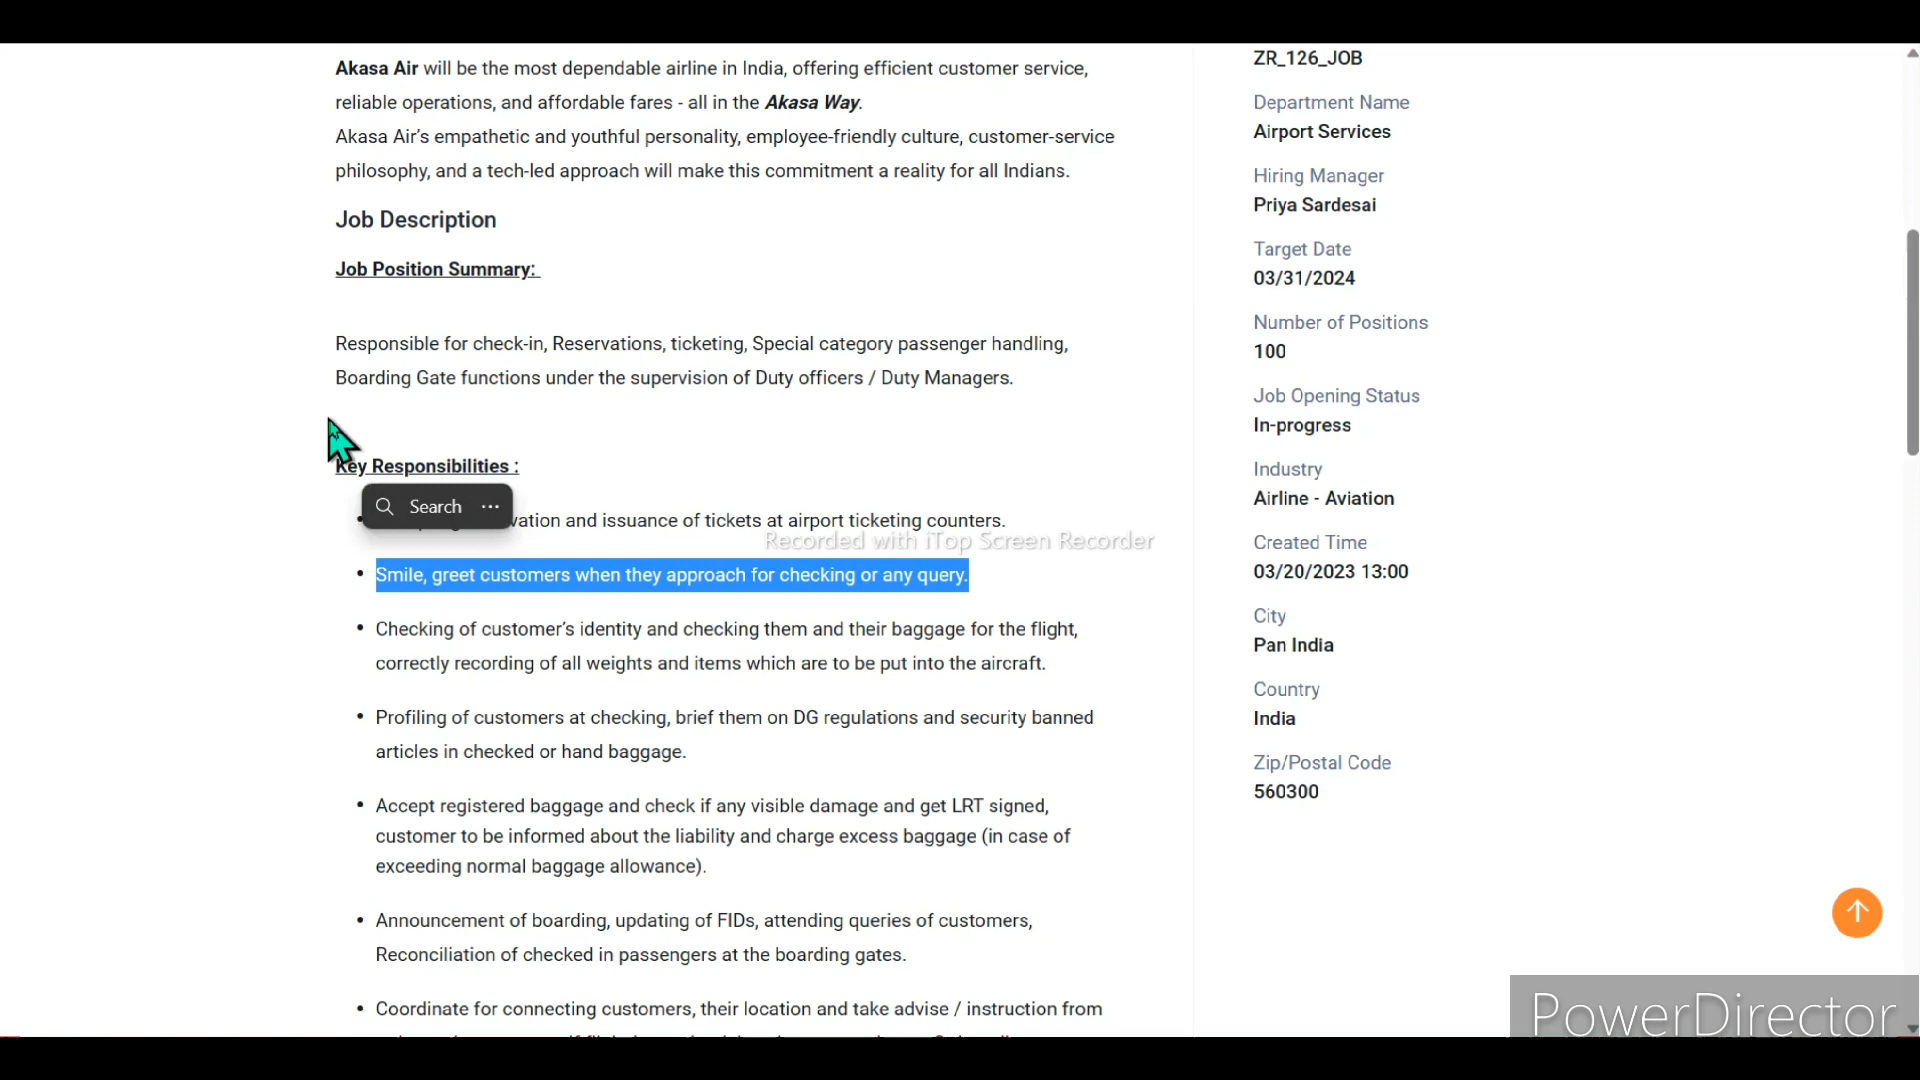 Akasa Air will be the most dependable airline in India, offering efficient customer service,
reliable operations, and affordable fares - all in the Akasa Way.
Akasa Air’s empathetic and youthful personality, employee-friendly culture, customer-service
philosophy, and a tech-led approach will make this commitment a reality for all Indians.
Job Description
Job Position Summary:
Responsible for check-in, Reservations, ticketing, Special category passenger handling,
Boarding Gate functions under the supervision of Duty officers / Duty Managers.
Key Responsibilities :
Search ...
and issuance of tickets at airport ticketing counters.
Recorded with iTop Screen Recorder
• Smile, greet customers when they approach for checking or any query.
• Checking of customer’s identity and checking them and their baggage for the flight,
correctly recording of all weights and items which are to be put into the aircraft.
• Profiling of customers at checking, brief them on DG regulations and security banned
articles in checked or hand baggage.
• Accept registered baggage and check if any visible damage and get LRT signed,
customer to be informed about the liability and charge excess baggage (in case of
exceeding normal baggage allowance).
• Announcement of boarding, updating of FIDs, attending queries of customers,
Reconciliation of checked in passengers at the boarding gates.
• Coordinate for connecting customers, their location and take advise / instruction from
ZR_126_JOB
Department Name
Airport Services
Hiring Manager
Priya Sardesai
Target Date
03/31/2024
Number of Positions
100
Job Opening Status
In-progress
Industry
Airline - Aviation
Created Time
03/20/2023 13:00
City
Pan India
Country
India
Zip/Postal Code
560300
PowerDirector